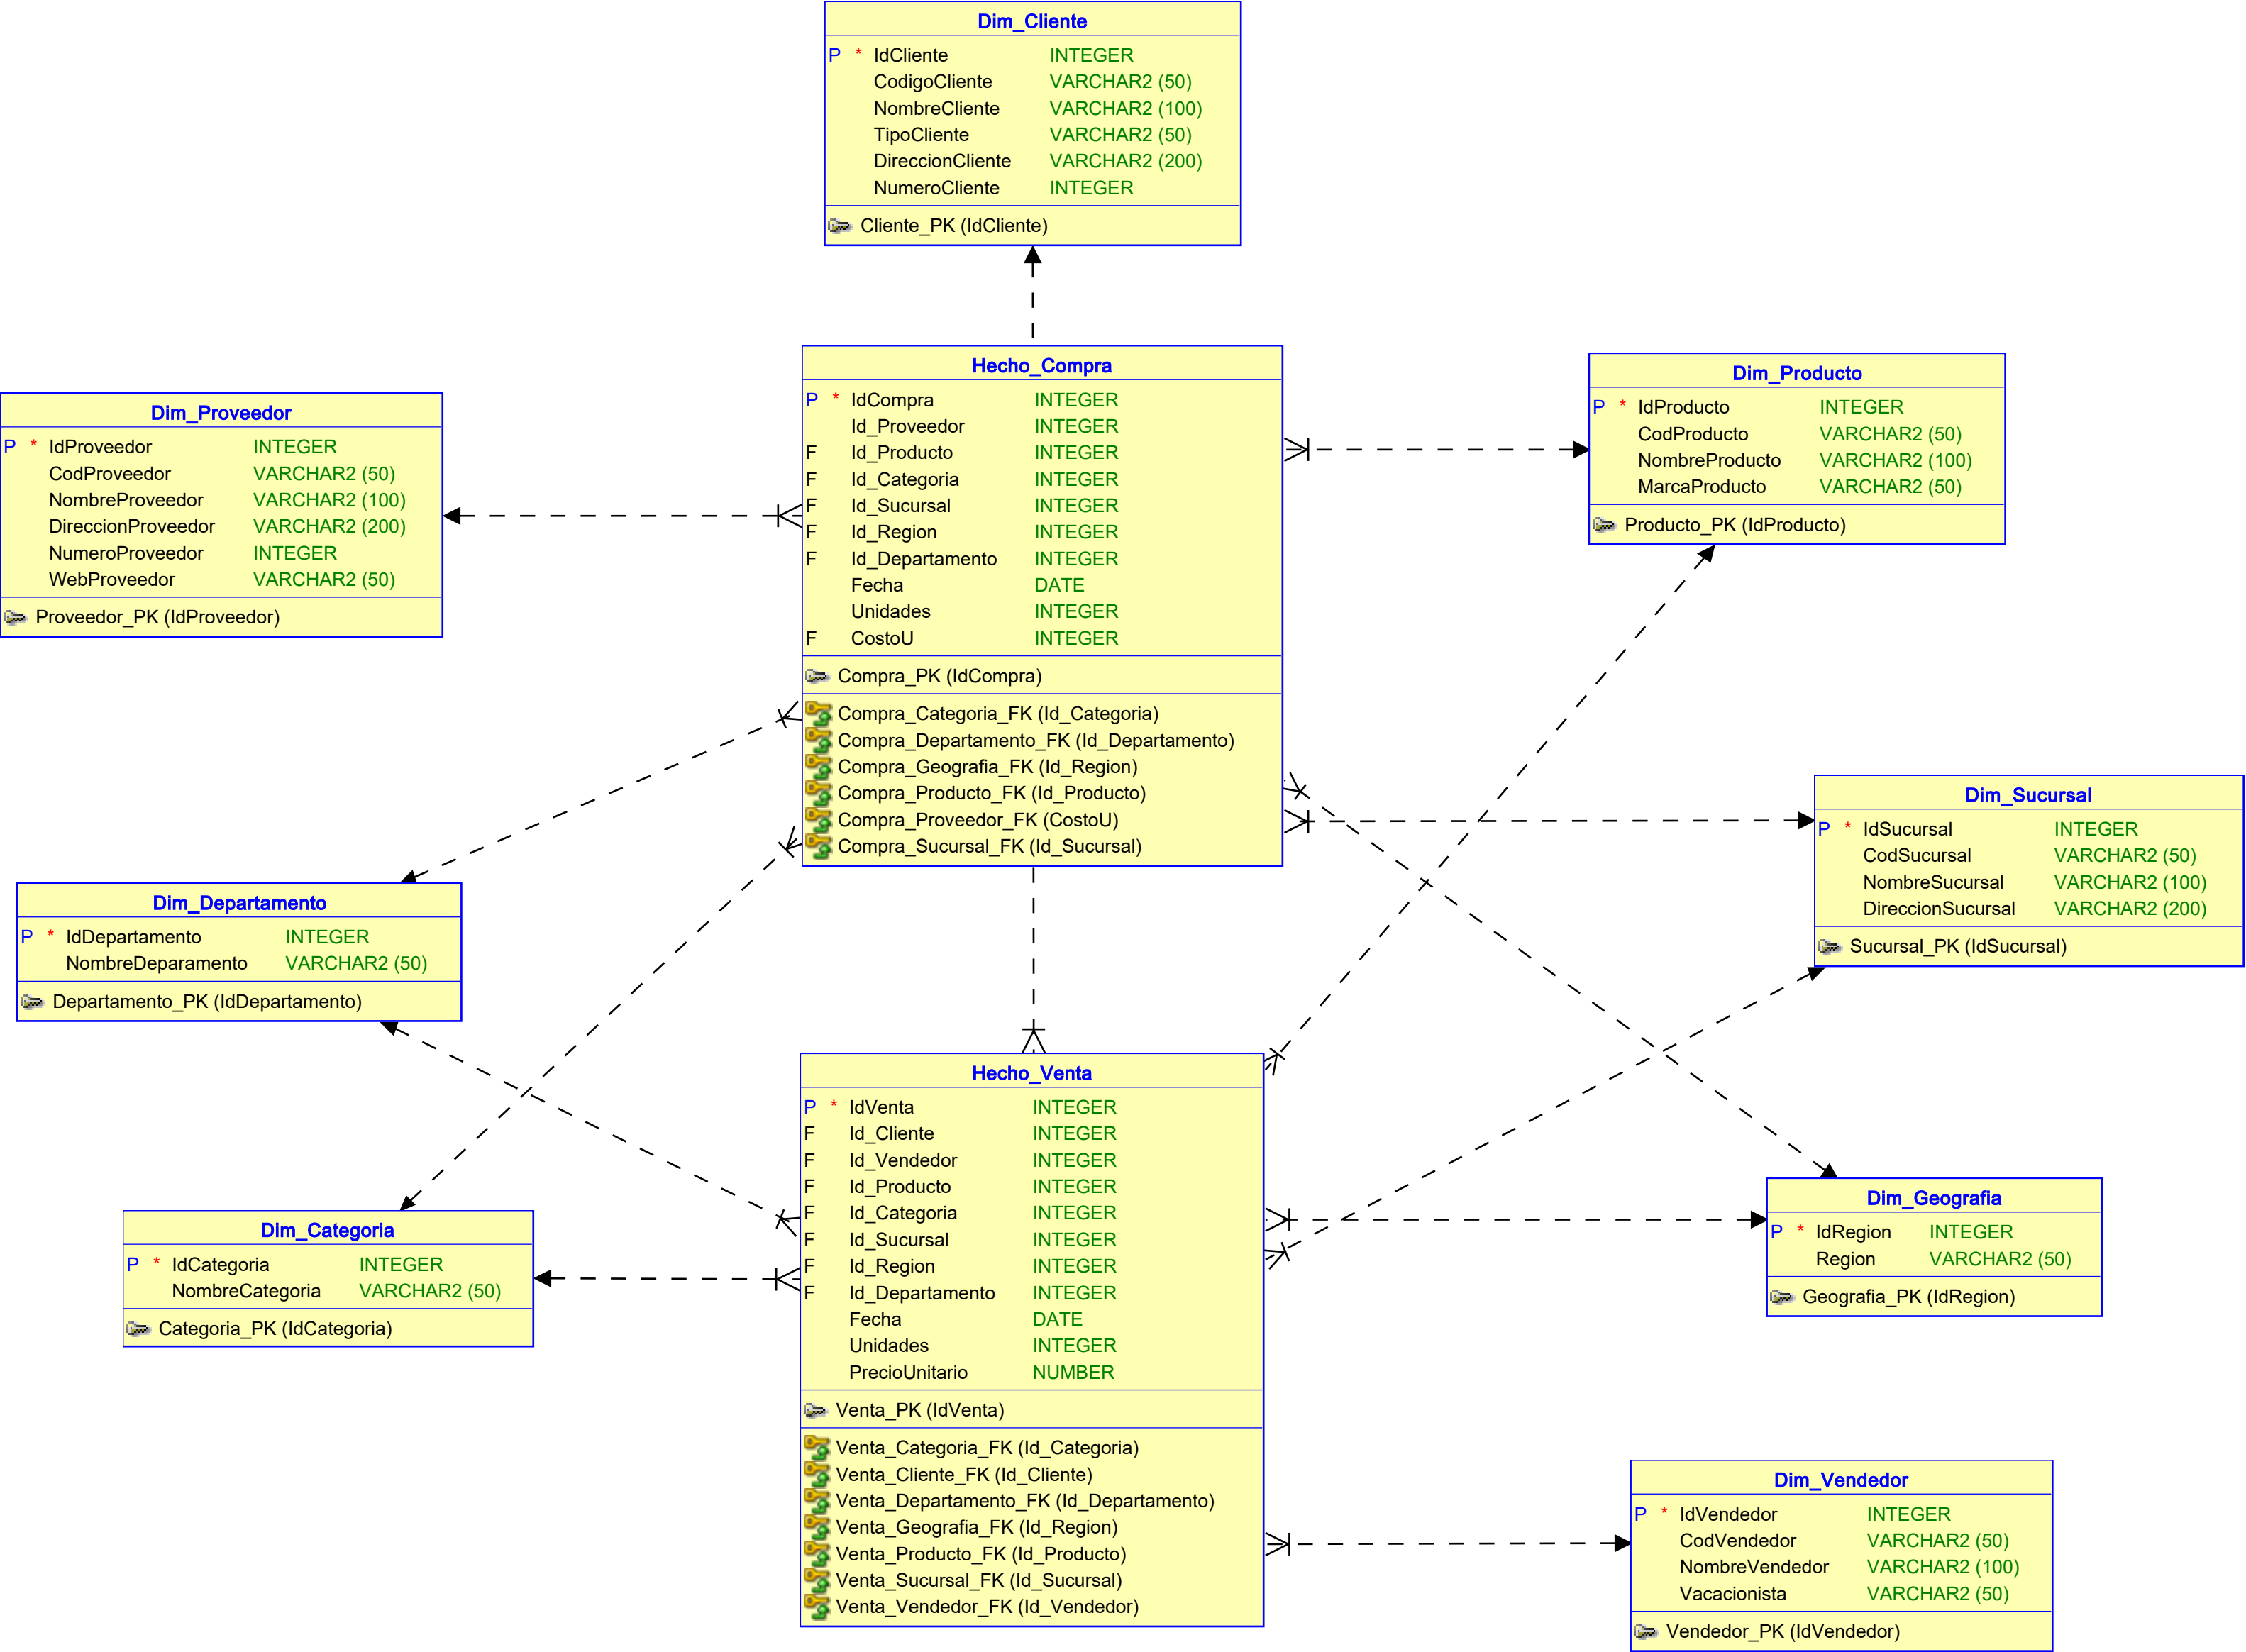 Dim_Cliente
P * IdCliente INTEGER
CodigoCliente VARCHAR2 (50)
NombreCliente VARCHAR2 (100)
TipoCliente VARCHAR2 (50)
DireccionCliente VARCHAR2 (200)
NumeroCliente INTEGER
Cliente_PK (IdCliente)
Hecho_Compra
P * IdCompra INTEGER
Id_Proveedor INTEGER
F Id_Producto INTEGER
F Id_Categoria INTEGER
F Id_Sucursal INTEGER
F Id_Region INTEGER
F Id_Departamento INTEGER
Fecha DATE
Unidades INTEGER
F CostoU INTEGER
Compra_PK (IdCompra)
Compra_Categoria_FK (Id_Categoria)
Compra_Departamento_FK (Id_Departamento)
Compra_Geografia_FK (Id_Region)
Compra_Producto_FK (Id_Producto)
Compra_Proveedor_FK (CostoU)
Compra_Sucursal_FK (Id_Sucursal)
Dim_Producto
P * IdProducto INTEGER
CodProducto VARCHAR2 (50)
NombreProducto VARCHAR2 (100)
MarcaProducto VARCHAR2 (50)
Producto_PK (IdProducto)
Dim_Proveedor
P * IdProveedor INTEGER
CodProveedor VARCHAR2 (50)
NombreProveedor VARCHAR2 (100)
DireccionProveedor VARCHAR2 (200)
NumeroProveedor INTEGER
WebProveedor VARCHAR2 (50)
Proveedor_PK (IdProveedor)
Dim_Sucursal
P * IdSucursal INTEGER
CodSucursal VARCHAR2 (50)
NombreSucursal VARCHAR2 (100)
DireccionSucursal VARCHAR2 (200)
Sucursal_PK (IdSucursal)
Dim_Departamento
P * IdDepartamento INTEGER
NombreDeparamento VARCHAR2 (50)
Departamento_PK (IdDepartamento)
Hecho_Venta
P * IdVenta INTEGER
F Id_Cliente INTEGER
F Id_Vendedor INTEGER
F Id_Producto INTEGER
F Id_Categoria INTEGER
F Id_Sucursal INTEGER
F Id_Region INTEGER
F Id_Departamento INTEGER
Fecha DATE
Unidades INTEGER
PrecioUnitario NUMBER
Venta_PK (IdVenta)
Venta_Categoria_FK (Id_Categoria)
Venta_Cliente_FK (Id_Cliente)
Venta_Departamento_FK (Id_Departamento)
Venta_Geografia_FK (Id_Region)
Venta_Producto_FK (Id_Producto)
Venta_Sucursal_FK (Id_Sucursal)
Venta_Vendedor_FK (Id_Vendedor)
Dim_Geografia
P * IdRegion INTEGER
Region VARCHAR2 (50)
Geografia_PK (IdRegion)
Dim_Categoria
P * IdCategoria INTEGER
NombreCategoria VARCHAR2 (50)
Categoria_PK (IdCategoria)
Dim_Vendedor
P * IdVendedor INTEGER
CodVendedor VARCHAR2 (50)
NombreVendedor VARCHAR2 (100)
Vacacionista VARCHAR2 (50)
Vendedor_PK (IdVendedor)